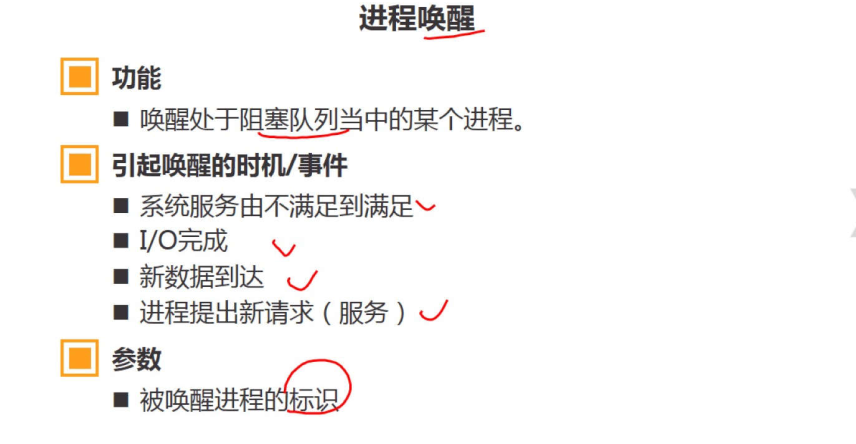 进程唤醒
功能
唤醒处于阻塞队列当中的某个进程。
引起唤醒的时机/事件
系统服务由不满足到满足
I/O完成
新数据到达
进程提出新请求（服务）
参数
被唤醒进程的标识